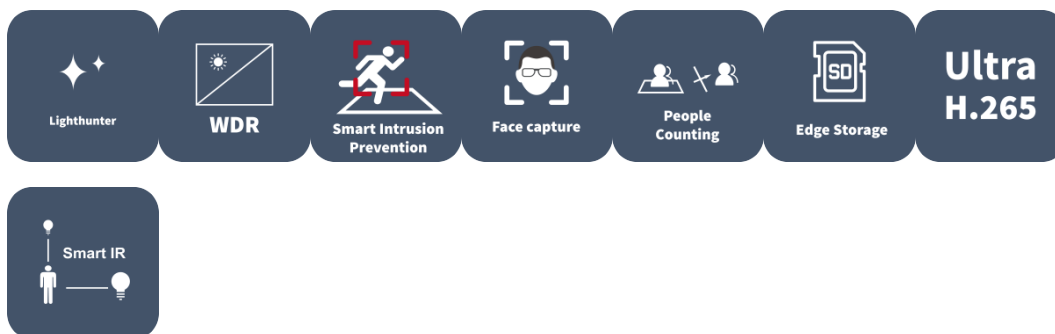 Lighthunter
WDR
Smart Intrusion
Prevention
Face capture
People
Counting
SD
Edge Storage
Ultra
H.265
Smart IR